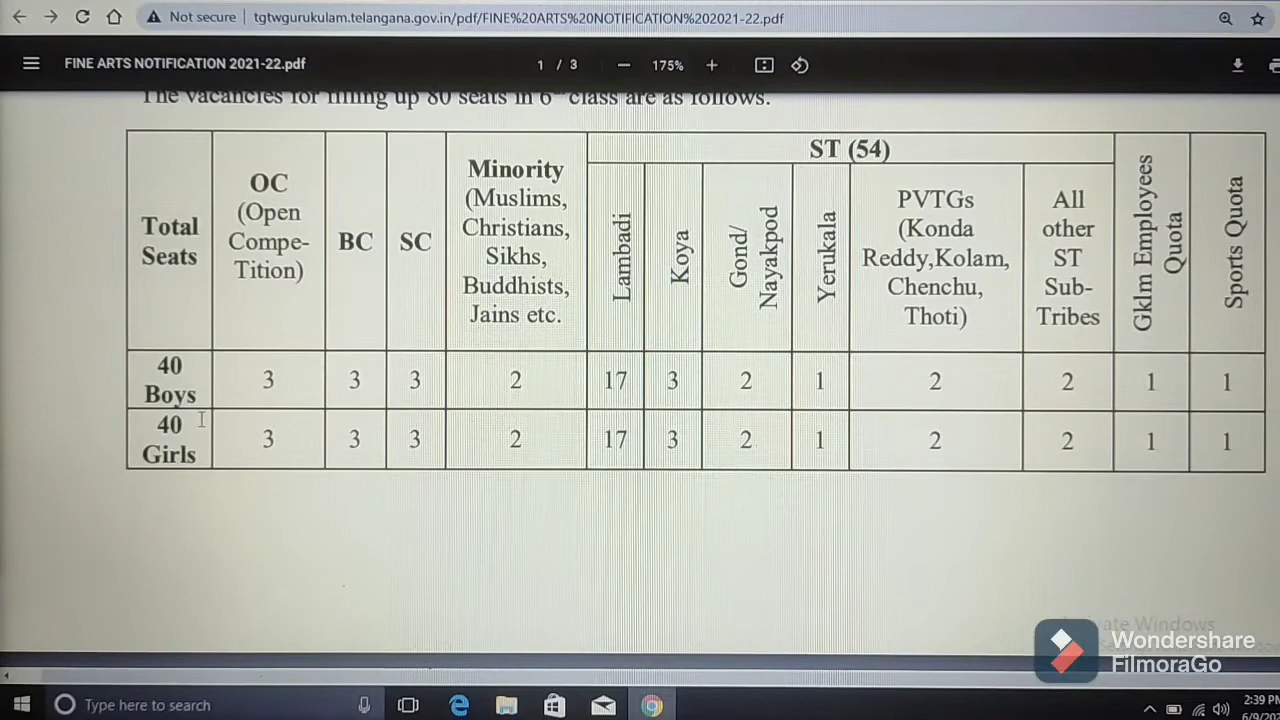 Not secure
tgtwgurukulam.telangana.gov.in/pdf/FINE%20ARTS%20NOTIFICATION%202021-22.pdf
FINE ARTS NOTIFICATION 2021-22.pdf
1 / 3
175%
The vacancies for filling up 80 seats in 6th class are as follows.
Total
Seats
OC
(Open
Compe-
Tition)
BC
SC
Minority
(Muslims,
Christians,
Sikhs,
Buddhists,
Jains etc.
ST (54)
Lambadi
Koya
Gond/
Nayakpod
Yerukala
PVTGs
(Konda
Reddy,Kolam,
Chenchu,
Thoti)
All
other
ST
Sub-
Tribes
Gklm Employees
Quota
Sports Quota
40
Boys
3 3 3 2 17 3 2 1 2 2 1 1
40
Girls
3 3 3 2 17 3 2 1 2 2 1 1
Wondershare
FilmoraGo
Type here to search
2:39 PM